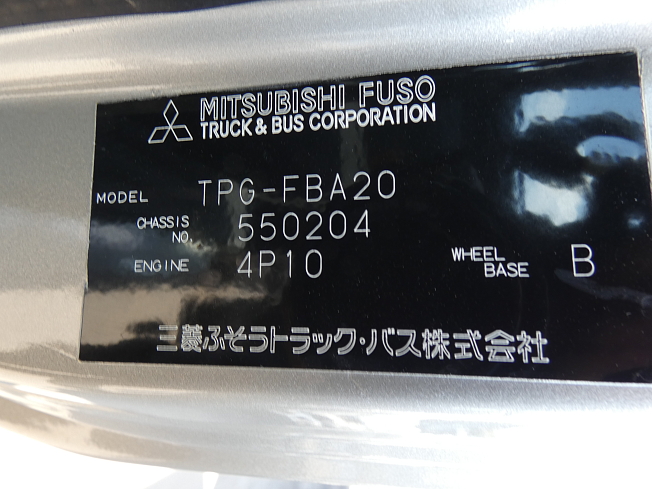 MITSUBISHI FUSO
TRUCK & BUS CORPORATION
MODEL TPG-FBA20
CHASSIS NO. 550204
ENGINE 4P10 WHEEL BASE B
三菱ふそうトラック・バス株式会社